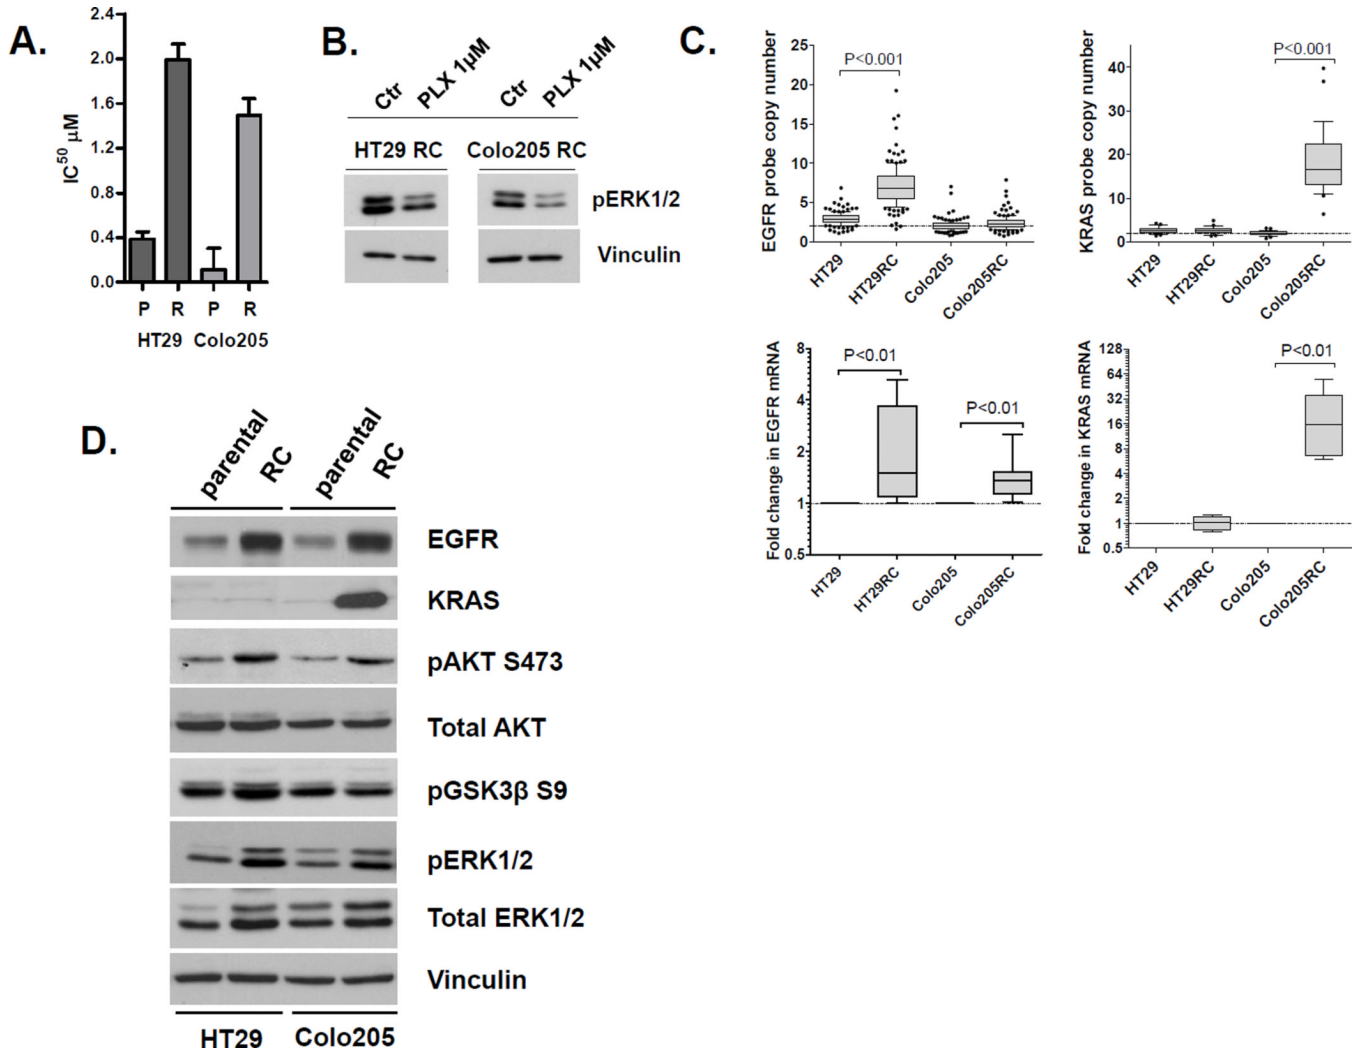 A.
2.4
2.0
1.6
1.2
0.8
0.4
0.0
IC50 µM
P R P R
HT29 Colo205
B.
Ctr
PLX 1µM
Ctr
PLX 1µM
HT29 RC Colo205 RC
pERK1/2
Vinculin
C.
25
20
15
10
5
0
EGFR probe copy number
P<0.001
HT29
HT29RC
Colo205
Colo205RC
40
30
20
10
0
KRAS probe copy number
P<0.001
HT29
HT29RC
Colo205
Colo205RC
8
4
2
1
0.5
Fold change in EGFR mRNA
P<0.01
P<0.01
HT29
HT29RC
Colo205
Colo205RC
128
64
32
16
8
4
2
1
0.5
Fold change in KRAS mRNA
P<0.01
HT29
HT29RC
Colo205
Colo205RC
D.
parental
RC
parental
RC
EGFR
KRAS
pAKT S473
Total AKT
pGSK3β S9
pERK1/2
Total ERK1/2
Vinculin
HT29 Colo205